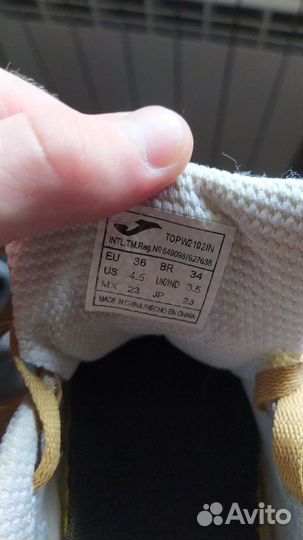 TOPW2102IN
INTL.TM.Reg.Nº649098/627638
EU 36 BR 34
US 4.5 UK/IND 3.5
MX 23 JP 23
MADE IN CHINA/HECHO EN CHINA
Avito